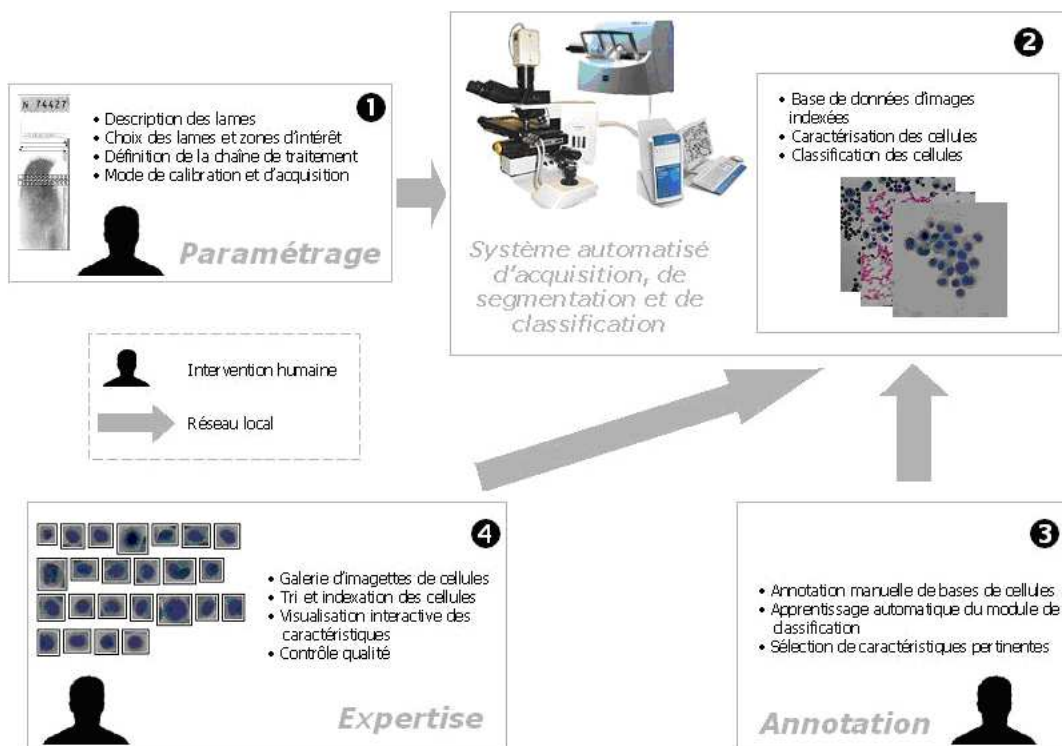 1
N 74427
• Description des lames
• Choix des lames et zones d'intérêt
• Définition de la chaîne de traitement
• Mode de calibration et d'acquisition
Paramétrage
2
Système automatisé
d'acquisition, de
segmentation et de
classification
• Base de données d'images
indexées
• Caractérisation des cellules
• Classification des cellules
Intervention humaine
Réseau local
4
• Galerie d'imagettes de cellules
• Tri et indexation des cellules
• Visualisation interactive des
caractéristiques
• Contrôle qualité
Expertise
3
• Annotation manuelle de bases de cellules
• Apprentissage automatique du module de
classification
• Sélection de caractéristiques pertinentes
Annotation